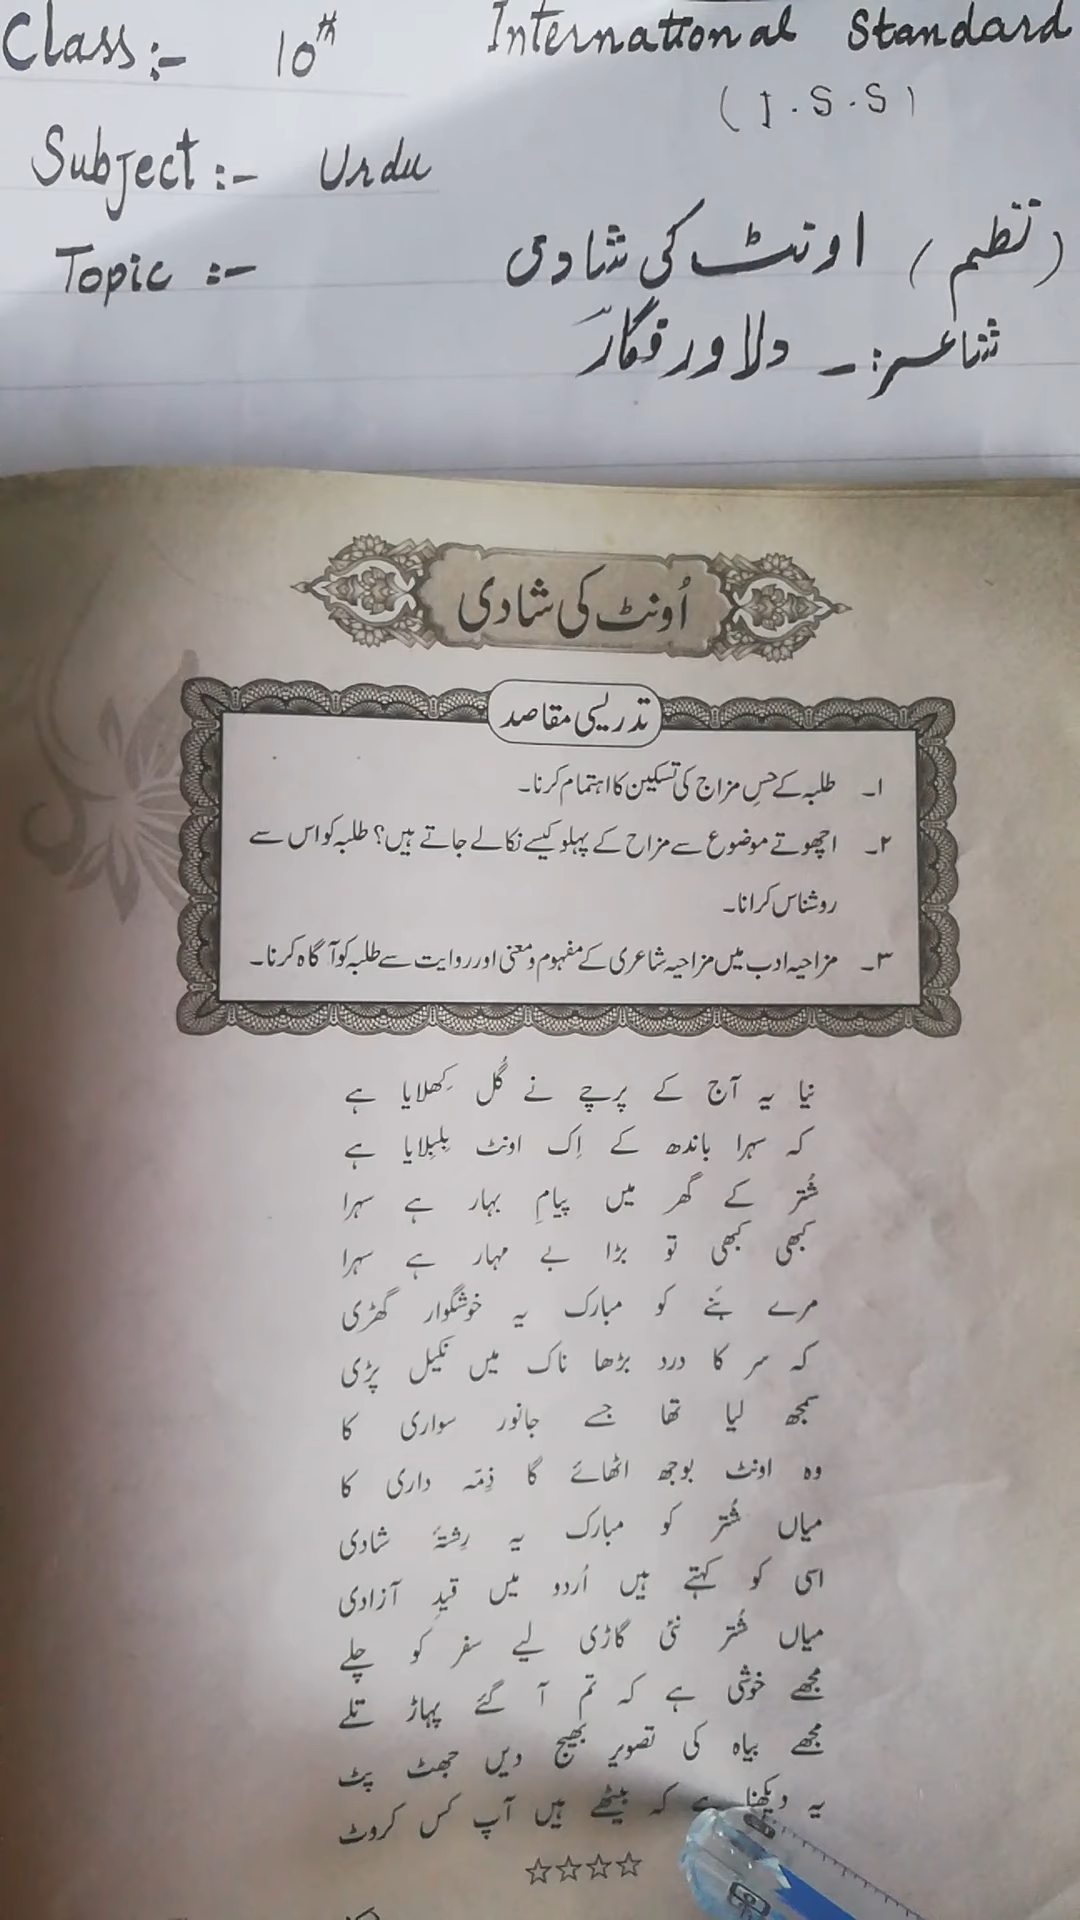 Class:- 10th International Standard
(I.S.S)
Subject:- Urdu
Topic:- (نظم) اونٹ کی شادی
شاعر:- دلاور فگار
اُونٹ کی شادی
تدریسی مقاصد
۱۔ طلبہ کے حسِ مزاح کی تسکین کا اہتمام کرنا۔
۲۔ اچھوتے موضوع سے مزاح کے پہلو کیسے نکالے جاتے ہیں؟ طلبہ کو اس سے
روشناس کرانا۔
۳۔ مزاحیہ ادب میں مزاحیہ شاعری کے مفہوم و معنی اور روایت سے طلبہ کو آگاہ کرنا۔
نیا یہ آج کے پرچے نے گُل کِھلایا ہے
کہ سہرا باندھ کے اِک اونٹ بِلبِلایا ہے
شُتر کے گھر میں پیامِ بہار ہے سہرا
کبھی کبھی تو بڑا بے مہار ہے سہرا
مرے بَنے کو مبارک یہ خوشگوار گھڑی
کہ سر کا درد بڑھا ناک میں نکیل پڑی
سمجھ لیا تھا جسے جانور سواری کا
وہ اونٹ بوجھ اٹھائے گا ذِمّہ داری کا
میاں شُتر کو مبارک یہ رِشتۂ شادی
اسی کو کہتے ہیں اُردو میں قیدِ آزادی
میاں شُتر نئی گاڑی لیے سفر کو چلے
مجھے خوشی ہے کہ تم آ گئے پہاڑ تلے
مجھے بیاہ کی تصویر بھیج دیں جھٹ پٹ
یہ دیکھنا ہے کہ بیٹھے ہیں آپ کس کروٹ
☆☆☆☆